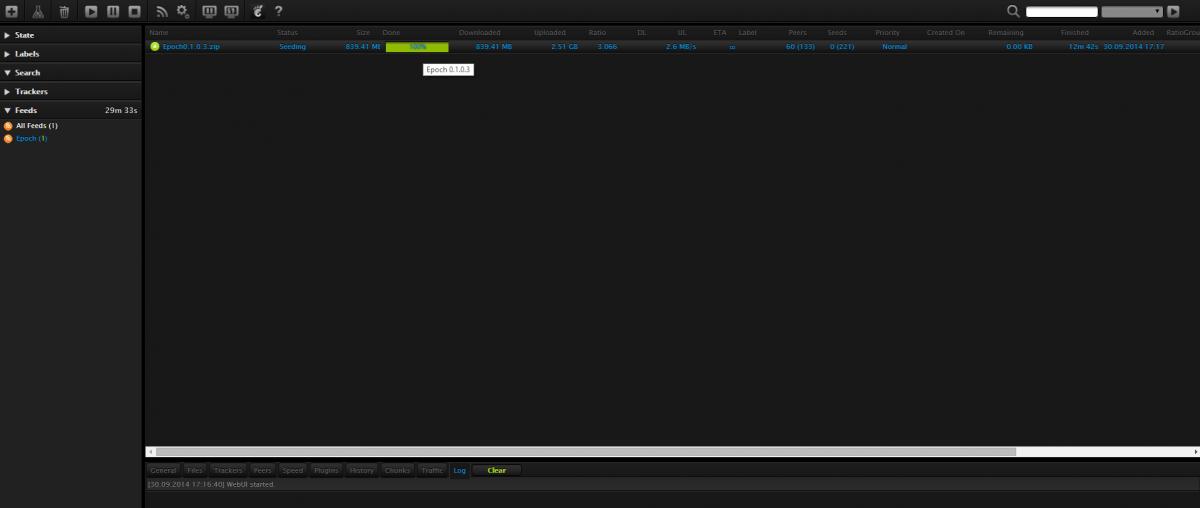 State
Labels
Search
Trackers
Feeds 29m 33s
All Feeds (1)
Epoch (1)
Name Status Size Done Downloaded Uploaded Ratio DL UL ETA Label Peers Seeds Priority Created On Remaining Finished Added RatioGrou
Epoch0.1.0.3.zip Seeding 839.41 ME 100% 839.41 MB 2.51 GB 3.066 2.6 MB/s ∞ 60 (133) 0 (221) Normal 0.00 KB 12m 42s 30.09.2014 17:17
Epoch 0.1.0.3
General Files Trackers Peers Speed Plugins History Chunks Traffic Log Clear
[30.09.2014 17:16:40] WebUI started.